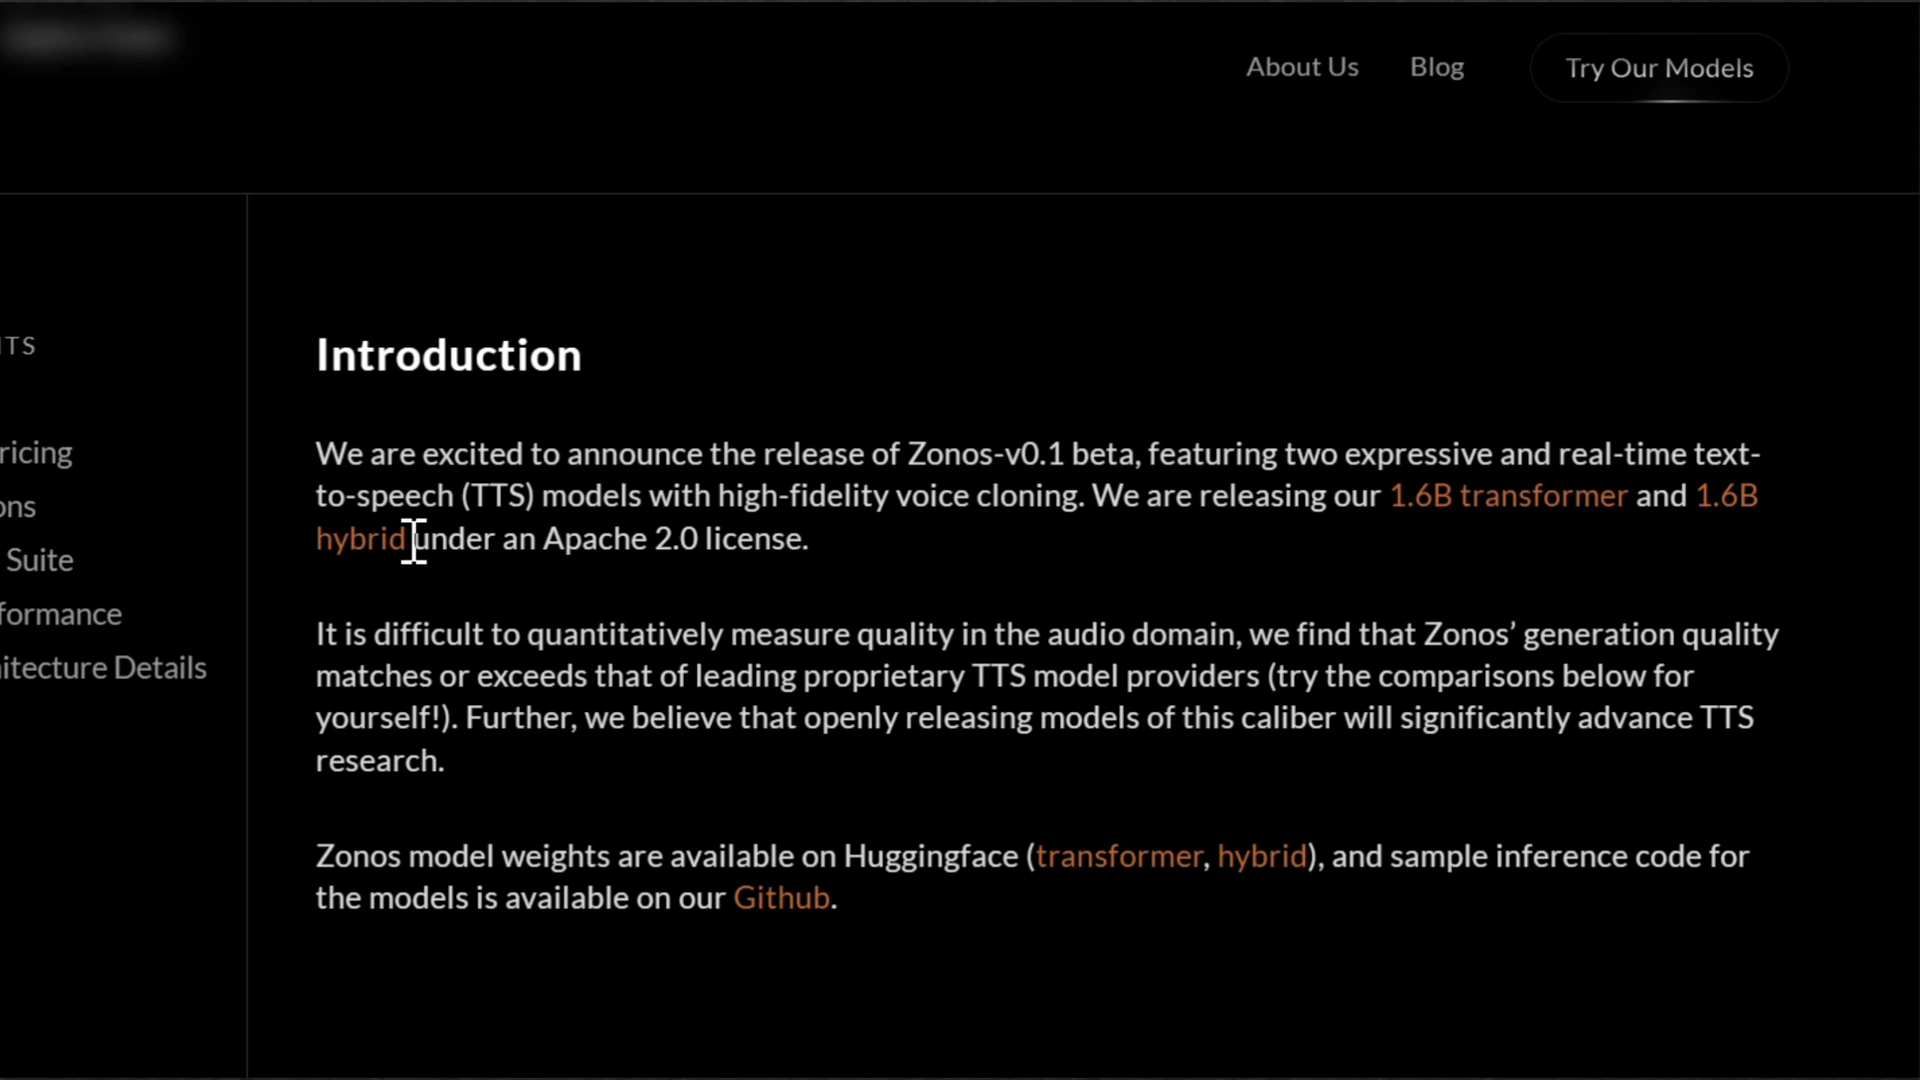 About Us Blog Try Our Models
TS
ricing
ons
Suite
formance
itecture Details
Introduction
We are excited to announce the release of Zonos-v0.1 beta, featuring two expressive and real-time text-
to-speech (TTS) models with high-fidelity voice cloning. We are releasing our 1.6B transformer and 1.6B
hybrid under an Apache 2.0 license.
It is difficult to quantitatively measure quality in the audio domain, we find that Zonos’ generation quality
matches or exceeds that of leading proprietary TTS model providers (try the comparisons below for
yourself!). Further, we believe that openly releasing models of this caliber will significantly advance TTS
research.
Zonos model weights are available on Huggingface (transformer, hybrid), and sample inference code for
the models is available on our Github.